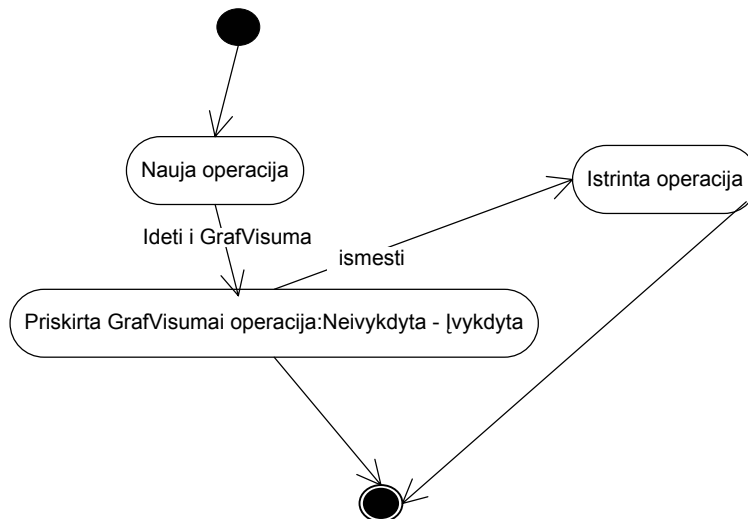 Nauja operacija
Istrinta operacija
Ideti i GrafVisuma
ismesti
Priskirta GrafVisumai operacija:Neivykdyta - Įvykdyta